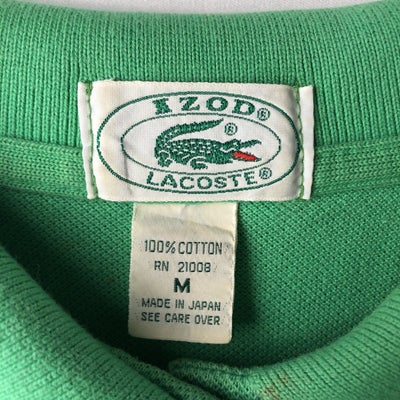 IZOD®
®
LACOSTE®
100% COTTON
RN 21008
M
MADE IN JAPAN
SEE CARE OVER